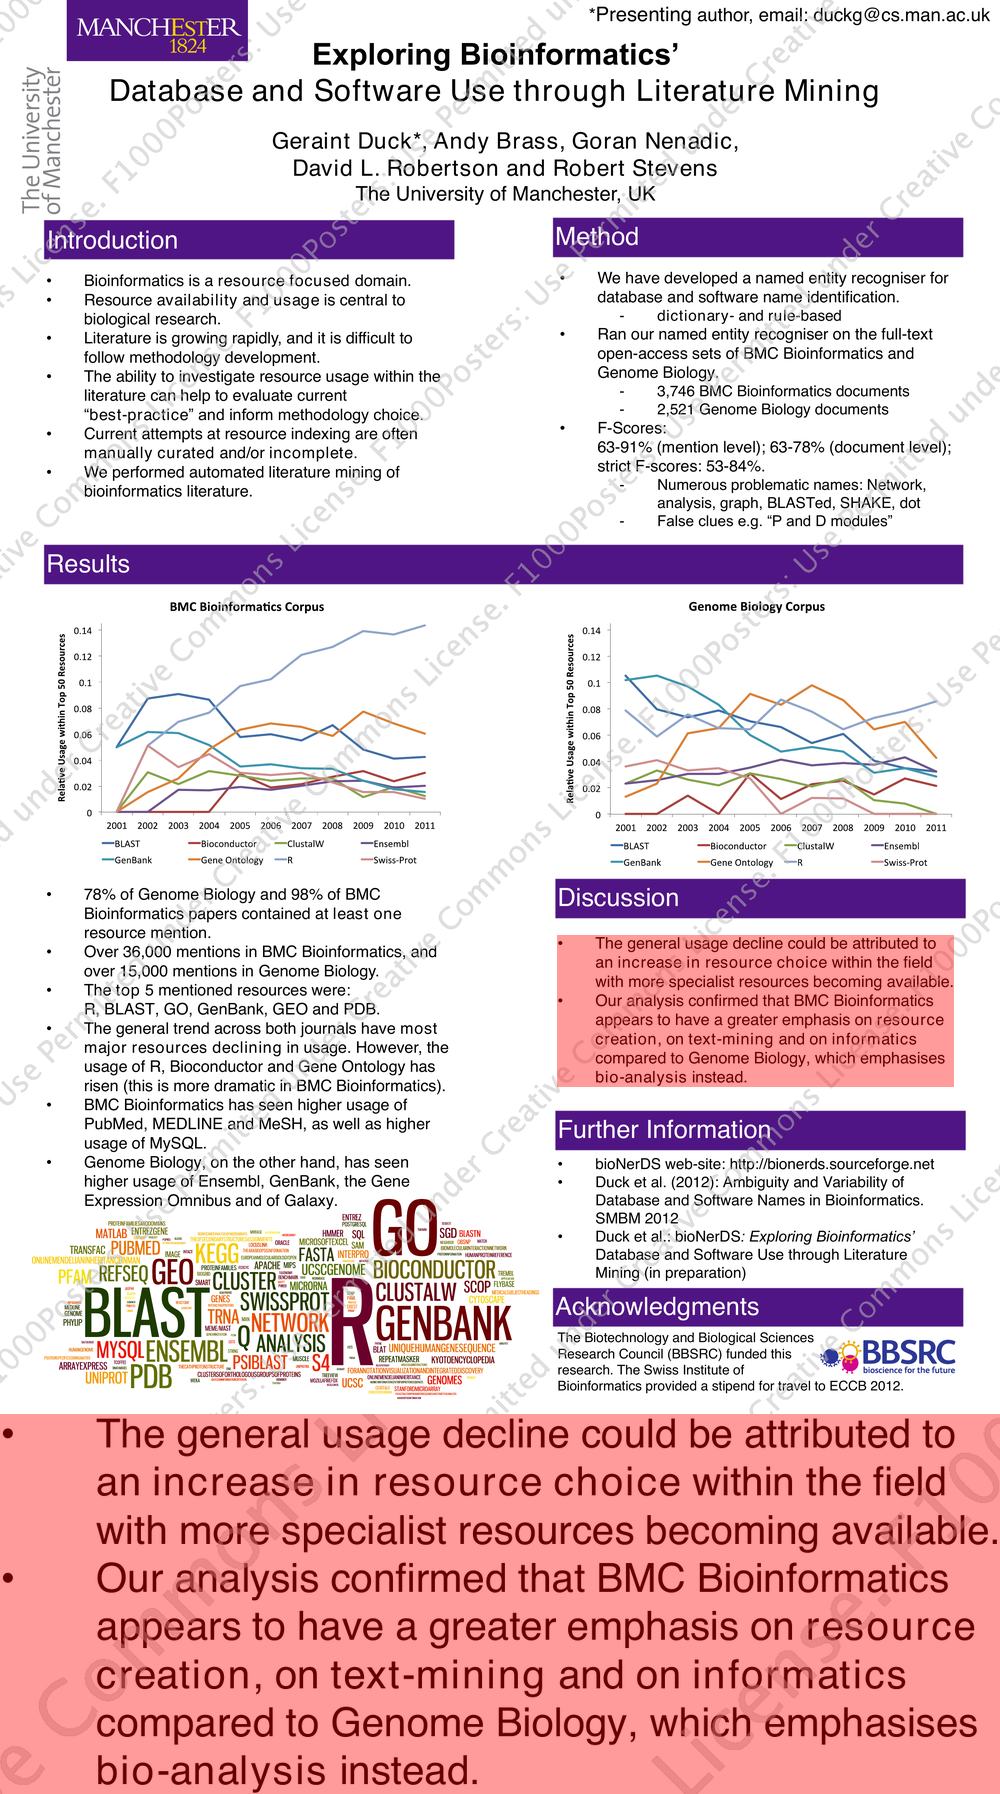 MANCHESTER
1824
The University
of Manchester
*Presenting author, email: duckg@cs.man.ac.uk
Exploring Bioinformatics’
Database and Software Use through Literature Mining
Geraint Duck*, Andy Brass, Goran Nenadic,
David L. Robertson and Robert Stevens
The University of Manchester, UK
Introduction
• Bioinformatics is a resource focused domain.
• Resource availability and usage is central to
biological research.
• Literature is growing rapidly, and it is difficult to
follow methodology development.
• The ability to investigate resource usage within the
literature can help to evaluate current
“best-practice” and inform methodology choice.
• Current attempts at resource indexing are often
manually curated and/or incomplete.
• We performed automated literature mining of
bioinformatics literature.
Method
• We have developed a named entity recogniser for
database and software name identification.
- dictionary- and rule-based
• Ran our named entity recogniser on the full-text
open-access sets of BMC Bioinformatics and
Genome Biology.
- 3,746 BMC Bioinformatics documents
- 2,521 Genome Biology documents
• F-Scores:
63-91% (mention level); 63-78% (document level);
strict F-scores: 53-84%.
- Numerous problematic names: Network,
analysis, graph, BLASTed, SHAKE, dot
- False clues e.g. “P and D modules”
Results
BMC Bioinformatics Corpus
Relative Usage within Top 50 Resources
0.14
0.12
0.1
0.08
0.06
0.04
0.02
0
2001 2002 2003 2004 2005 2006 2007 2008 2009 2010 2011
BLAST Bioconductor ClustalW Ensembl
GenBank Gene Ontology R Swiss-Prot
Genome Biology Corpus
Relative Usage within Top 50 Resources
0.14
0.12
0.1
0.08
0.06
0.04
0.02
0
2001 2002 2003 2004 2005 2006 2007 2008 2009 2010 2011
BLAST Bioconductor ClustalW Ensembl
GenBank Gene Ontology R Swiss-Prot
• 78% of Genome Biology and 98% of BMC
Bioinformatics papers contained at least one
resource mention.
• Over 36,000 mentions in BMC Bioinformatics, and
over 15,000 mentions in Genome Biology.
• The top 5 mentioned resources were:
R, BLAST, GO, GenBank, GEO and PDB.
• The general trend across both journals have most
major resources declining in usage. However, the
usage of R, Bioconductor and Gene Ontology has
risen (this is more dramatic in BMC Bioinformatics).
• BMC Bioinformatics has seen higher usage of
PubMed, MEDLINE and MeSH, as well as higher
usage of MySQL.
• Genome Biology, on the other hand, has seen
higher usage of Ensembl, GenBank, the Gene
Expression Omnibus and of Galaxy.
GO
MATLAB ENTREZGENE
HMMER SQL
SGD BLASTN
TRANSFAC PUBMED
KEGG
FASTA INTERPRO
PFAM REFSEQ GEO
CLUSTER
UCSCGENOME BIOCONDUCTOR
BLAST
SWISSPROT
R
CLUSTALW SCOP
TRNA NETWORK
GENBANK
MYSQL ENSEMBL
Q ANALYSIS
UNIQUEHUMANGENESEQUENCE
ARRAYEXPRESS
PSIBLAST S4
REPEATMASKER KYOTOENCYCLOPEDIA
UNIPROT PDB
UCSC GENOMES
Discussion
• The general usage decline could be attributed to
an increase in resource choice within the field
with more specialist resources becoming available.
• Our analysis confirmed that BMC Bioinformatics
appears to have a greater emphasis on resource
creation, on text-mining and on informatics
compared to Genome Biology, which emphasises
bio-analysis instead.
Further Information
• bioNerDS web-site: http://bionerds.sourceforge.net
• Duck et al. (2012): Ambiguity and Variability of
Database and Software Names in Bioinformatics.
SMBM 2012
• Duck et al.: bioNerDS: Exploring Bioinformatics’
Database and Software Use through Literature
Mining (in preparation)
Acknowledgments
The Biotechnology and Biological Sciences
Research Council (BBSRC) funded this
research. The Swiss Institute of
Bioinformatics provided a stipend for travel to ECCB 2012.
BBSRC
bioscience for the future
• The general usage decline could be attributed to
an increase in resource choice within the field
with more specialist resources becoming available.
• Our analysis confirmed that BMC Bioinformatics
appears to have a greater emphasis on resource
creation, on text-mining and on informatics
compared to Genome Biology, which emphasises
bio-analysis instead.
F1000Posters: Use Permitted under Creative Commons License.